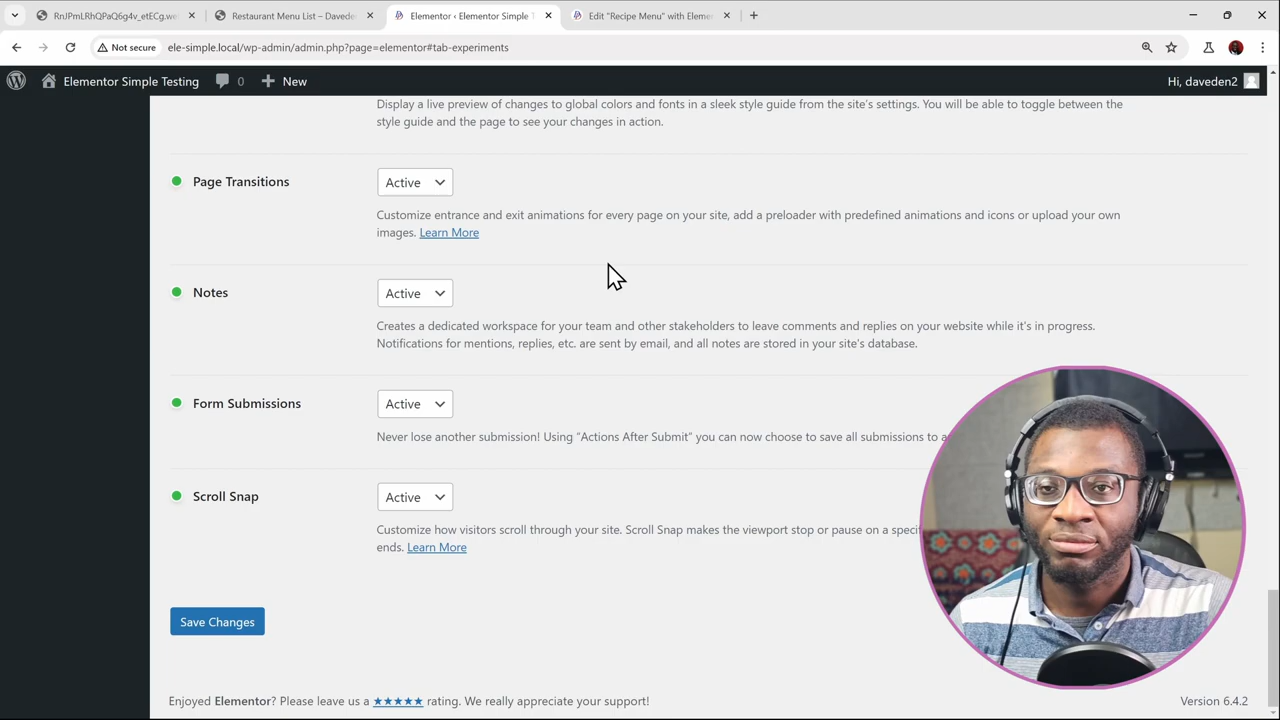 RnJPmLRhQPaQ6g4v_etECg.we
Restaurant Menu List – Davede
Elementor ‹ Elementor Simple T
Edit "Recipe Menu" with Eleme
Not secure
ele-simple.local/wp-admin/admin.php?page=elementor#tab-experiments
Elementor Simple Testing
0
New
Hi, daveden2
Display a live preview of changes to global colors and fonts in a sleek style guide from the site's settings. You will be able to toggle between the
style guide and the page to see your changes in action.
Page Transitions
Active
Customize entrance and exit animations for every page on your site, add a preloader with predefined animations and icons or upload your own
images. Learn More
Notes
Active
Creates a dedicated workspace for your team and other stakeholders to leave comments and replies on your website while it's in progress.
Notifications for mentions, replies, etc. are sent by email, and all notes are stored in your site's database.
Form Submissions
Active
Never lose another submission! Using “Actions After Submit” you can now choose to save all submissions to a
Scroll Snap
Active
Customize how visitors scroll through your site. Scroll Snap makes the viewport stop or pause on a specif
ends. Learn More
Save Changes
Enjoyed Elementor? Please leave us a ★★★★★ rating. We really appreciate your support!
Version 6.4.2